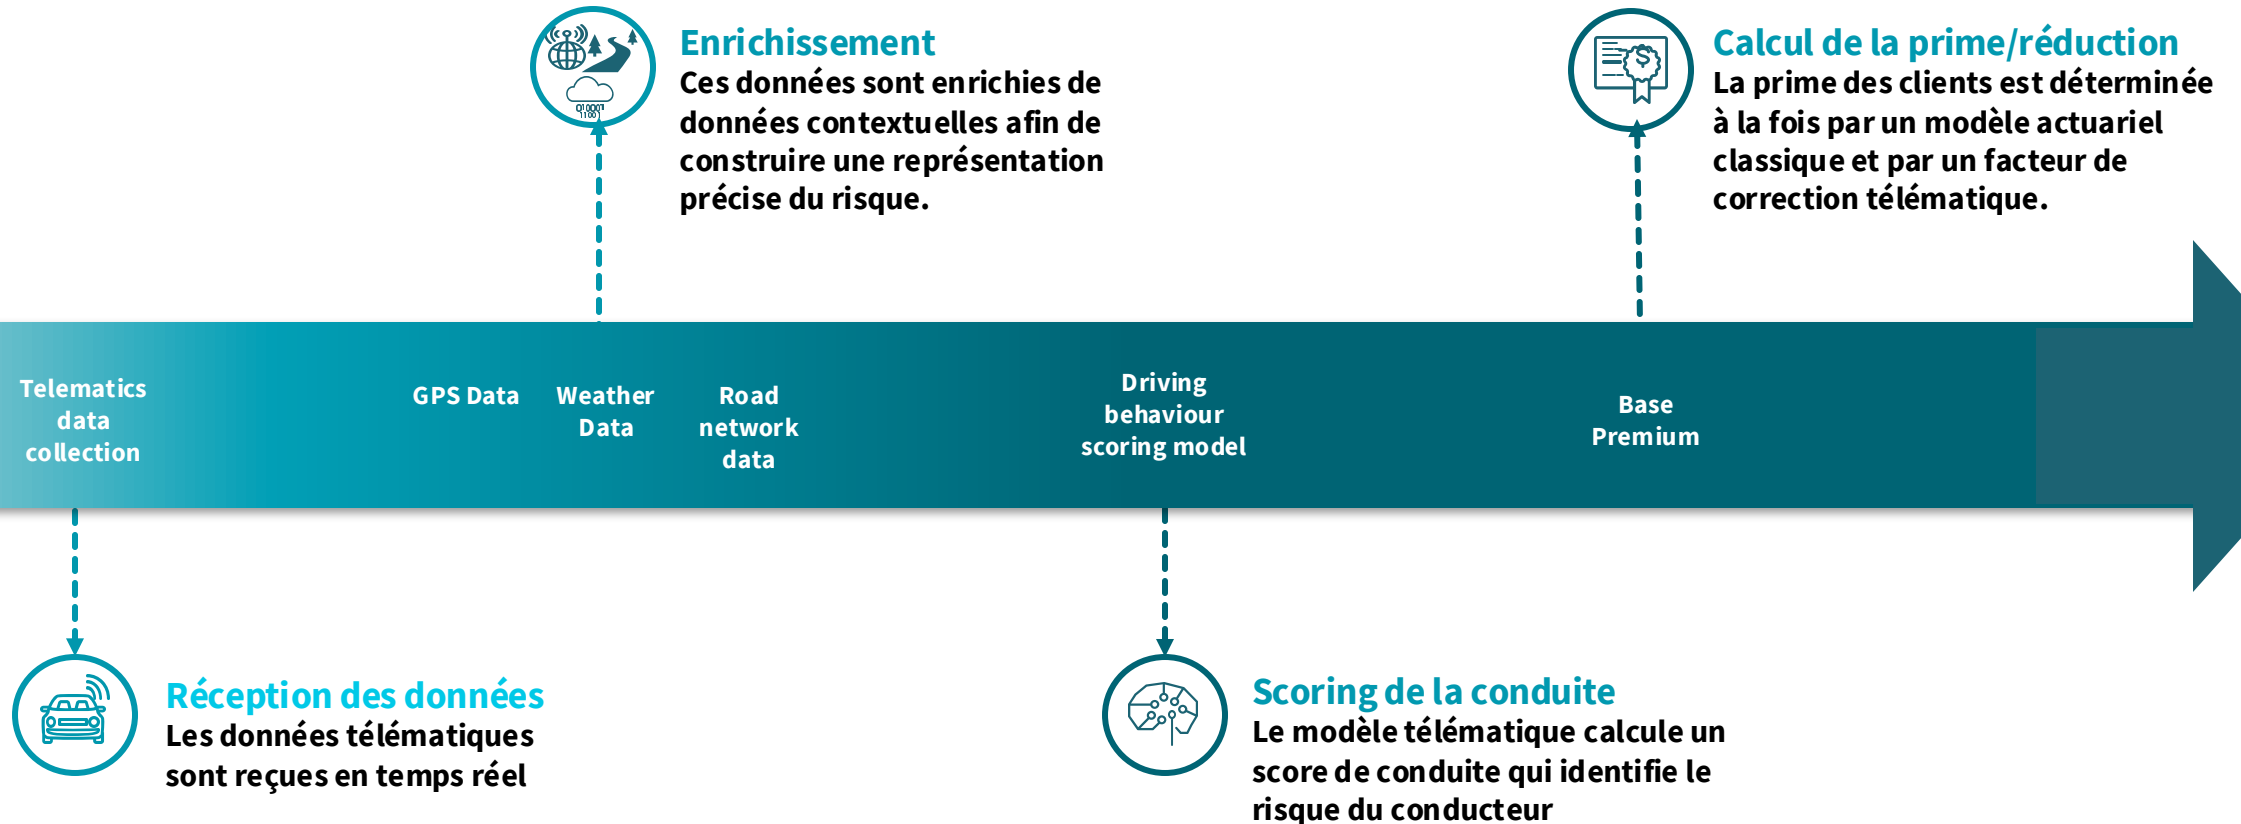 Enrichissement
Ces données sont enrichies de
données contextuelles afin de
construire une représentation
précise du risque.
Calcul de la prime/réduction
La prime des clients est déterminée
à la fois par un modèle actuariel
classique et par un facteur de
correction télématique.
Telematics
data
collection
GPS Data
Weather
Data
Road
network
data
Driving
behaviour
scoring model
Base
Premium
Réception des données
Les données télématiques
sont reçues en temps réel
Scoring de la conduite
Le modèle télématique calcule un
score de conduite qui identifie le
risque du conducteur